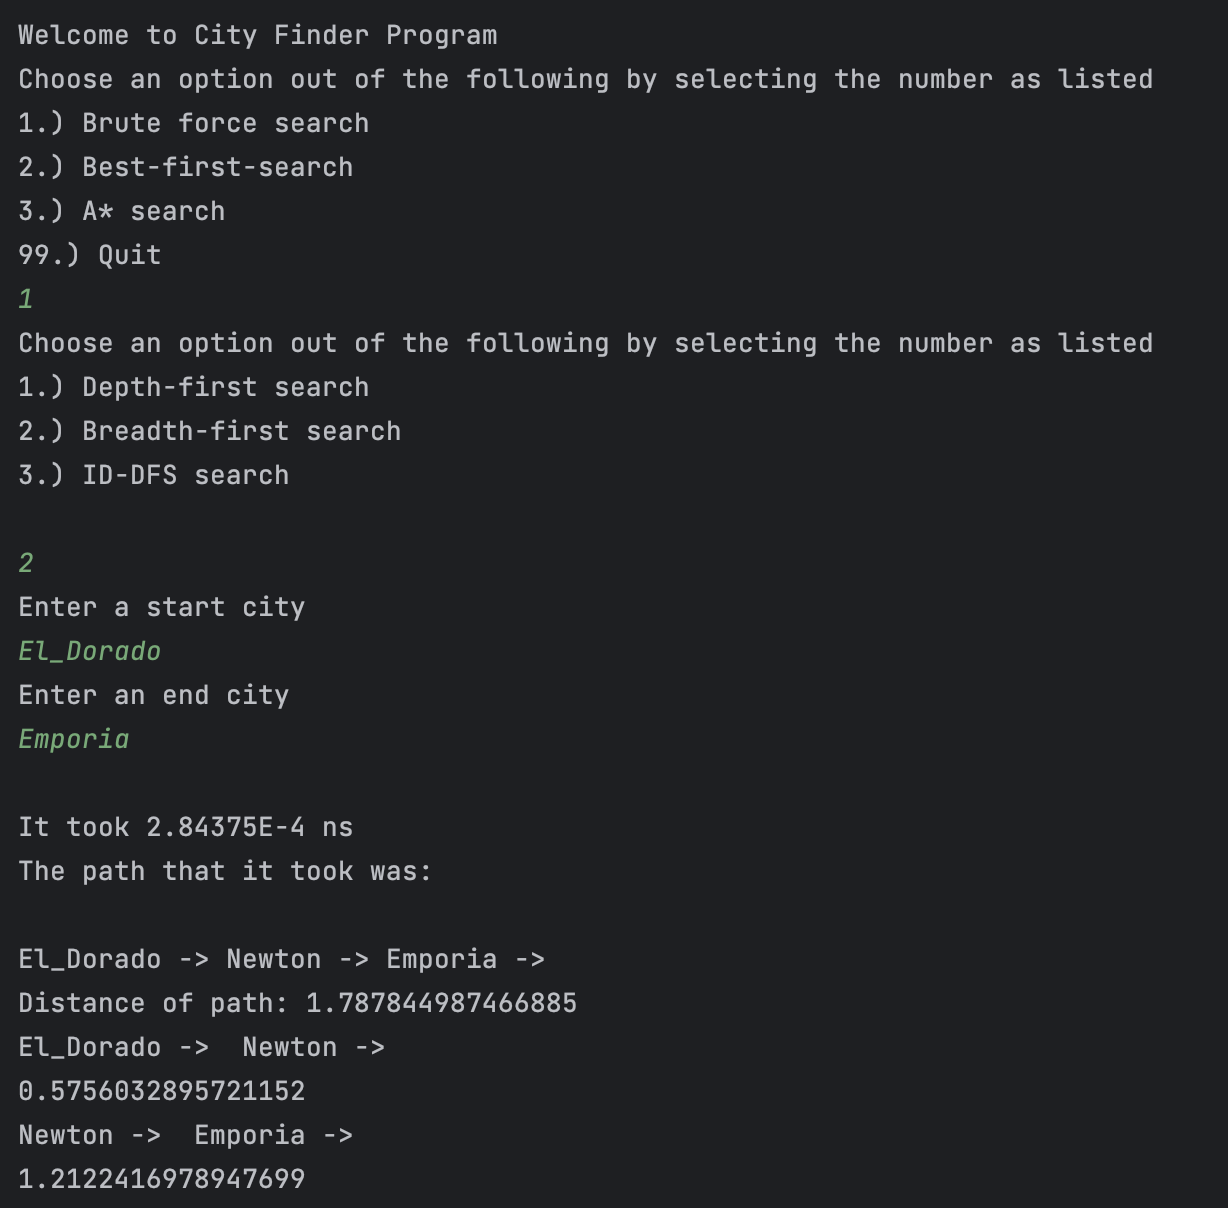 Welcome to City Finder Program
Choose an option out of the following by selecting the number as listed
1.) Brute force search
2.) Best-first-search
3.) A* search
99.) Quit
1
Choose an option out of the following by selecting the number as listed
1.) Depth-first search
2.) Breadth-first search
3.) ID-DFS search
2
Enter a start city
El_Dorado
Enter an end city
Emporia
It took 2.84375E-4 ns
The path that it took was:
El_Dorado -> Newton -> Emporia ->
Distance of path: 1.787844987466885
El_Dorado ->  Newton ->
0.5756032895721152
Newton ->  Emporia ->
1.2122416978947699